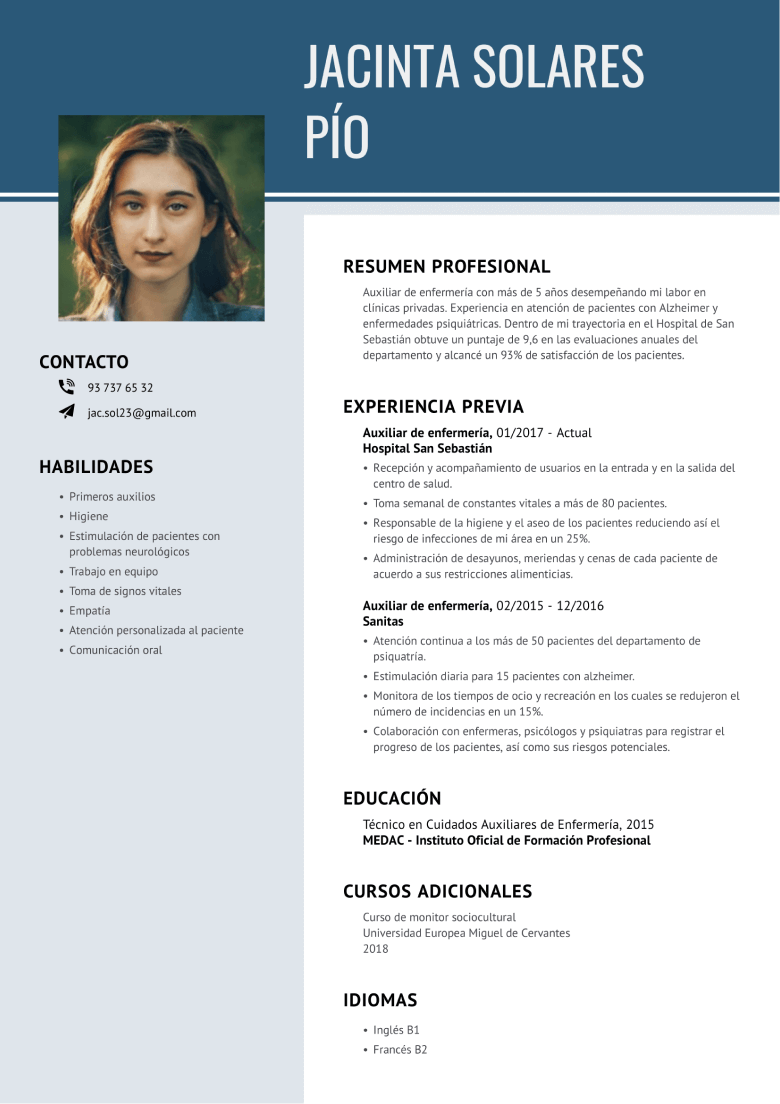 JACINTA SOLARES
PÍO
CONTACTO
93 737 65 32
jac.sol23@gmail.com
HABILIDADES
• Primeros auxilios
• Higiene
• Estimulación de pacientes con
problemas neurológicos
• Trabajo en equipo
• Toma de signos vitales
• Empatía
• Atención personalizada al paciente
• Comunicación oral
RESUMEN PROFESIONAL
Auxiliar de enfermería con más de 5 años desempeñando mi labor en
clínicas privadas. Experiencia en atención de pacientes con Alzheimer y
enfermedades psiquiátricas. Dentro de mi trayectoria en el Hospital de San
Sebastián obtuve un puntaje de 9,6 en las evaluaciones anuales del
departamento y alcancé un 93% de satisfacción de los pacientes.
EXPERIENCIA PREVIA
Auxiliar de enfermería, 01/2017 - Actual
Hospital San Sebastián
• Recepción y acompañamiento de usuarios en la entrada y en la salida del
centro de salud.
• Toma semanal de constantes vitales a más de 80 pacientes.
• Responsable de la higiene y el aseo de los pacientes reduciendo así el
riesgo de infecciones de mi área en un 25%.
• Administración de desayunos, meriendas y cenas de cada paciente de
acuerdo a sus restricciones alimenticias.
Auxiliar de enfermería, 02/2015 - 12/2016
Sanitas
• Atención continua a los más de 50 pacientes del departamento de
psiquatría.
• Estimulación diaria para 15 pacientes con alzheimer.
• Monitora de los tiempos de ocio y recreación en los cuales se redujeron el
número de incidencias en un 15%.
• Colaboración con enfermeras, psicólogos y psiquiatras para registrar el
progreso de los pacientes, así como sus riesgos potenciales.
EDUCACIÓN
Técnico en Cuidados Auxiliares de Enfermería, 2015
MEDAC - Instituto Oficial de Formación Profesional
CURSOS ADICIONALES
Curso de monitor sociocultural
Universidad Europea Miguel de Cervantes
2018
IDIOMAS
• Inglés B1
• Francés B2